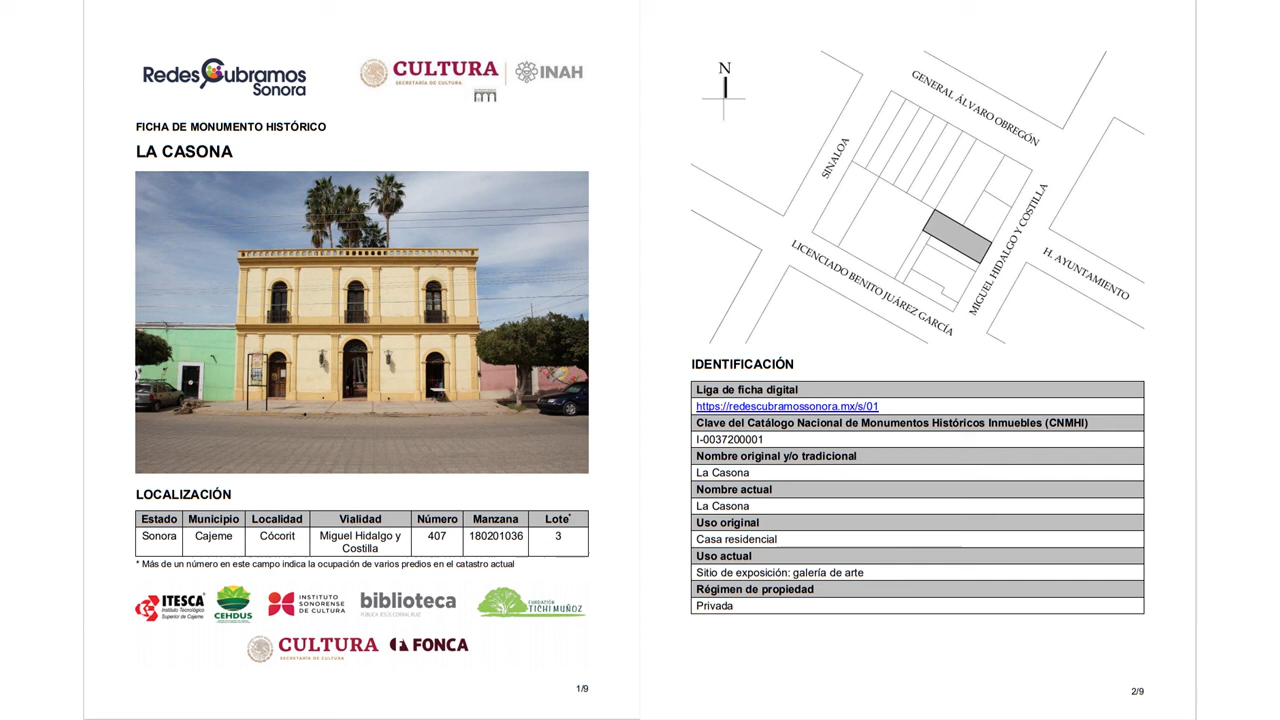 RedesCubramos
Sonora
CULTURA
SECRETARÍA DE CULTURA
INAH
FICHA DE MONUMENTO HISTÓRICO
LA CASONA
LOCALIZACIÓN
Estado Municipio Localidad Vialidad Número Manzana Lote*
Sonora Cajeme Cócorit Miguel Hidalgo y Costilla 407 180201036 3
* Más de un número en este campo indica la ocupación de varios predios en el catastro actual
ITESCA
Instituto Tecnológico
Superior de Cajeme
CEHDUS
INSTITUTO
SONORENSE
DE CULTURA
biblioteca
PÚBLICA JESÚS CORRAL RUIZ
FUNDACIÓN
TICHI MUÑOZ
CULTURA
SECRETARÍA DE CULTURA
FONCA
1/9
N
GENERAL ÁLVARO OBREGÓN
SINALOA
MIGUEL HIDALGO Y COSTILLA
LICENCIADO BENITO JUÁREZ GARCÍA
H. AYUNTAMIENTO
IDENTIFICACIÓN
Liga de ficha digital
https://redescubramossonora.mx/s/01
Clave del Catálogo Nacional de Monumentos Históricos Inmuebles (CNMHI)
I-0037200001
Nombre original y/o tradicional
La Casona
Nombre actual
La Casona
Uso original
Casa residencial
Uso actual
Sitio de exposición: galería de arte
Régimen de propiedad
Privada
2/9